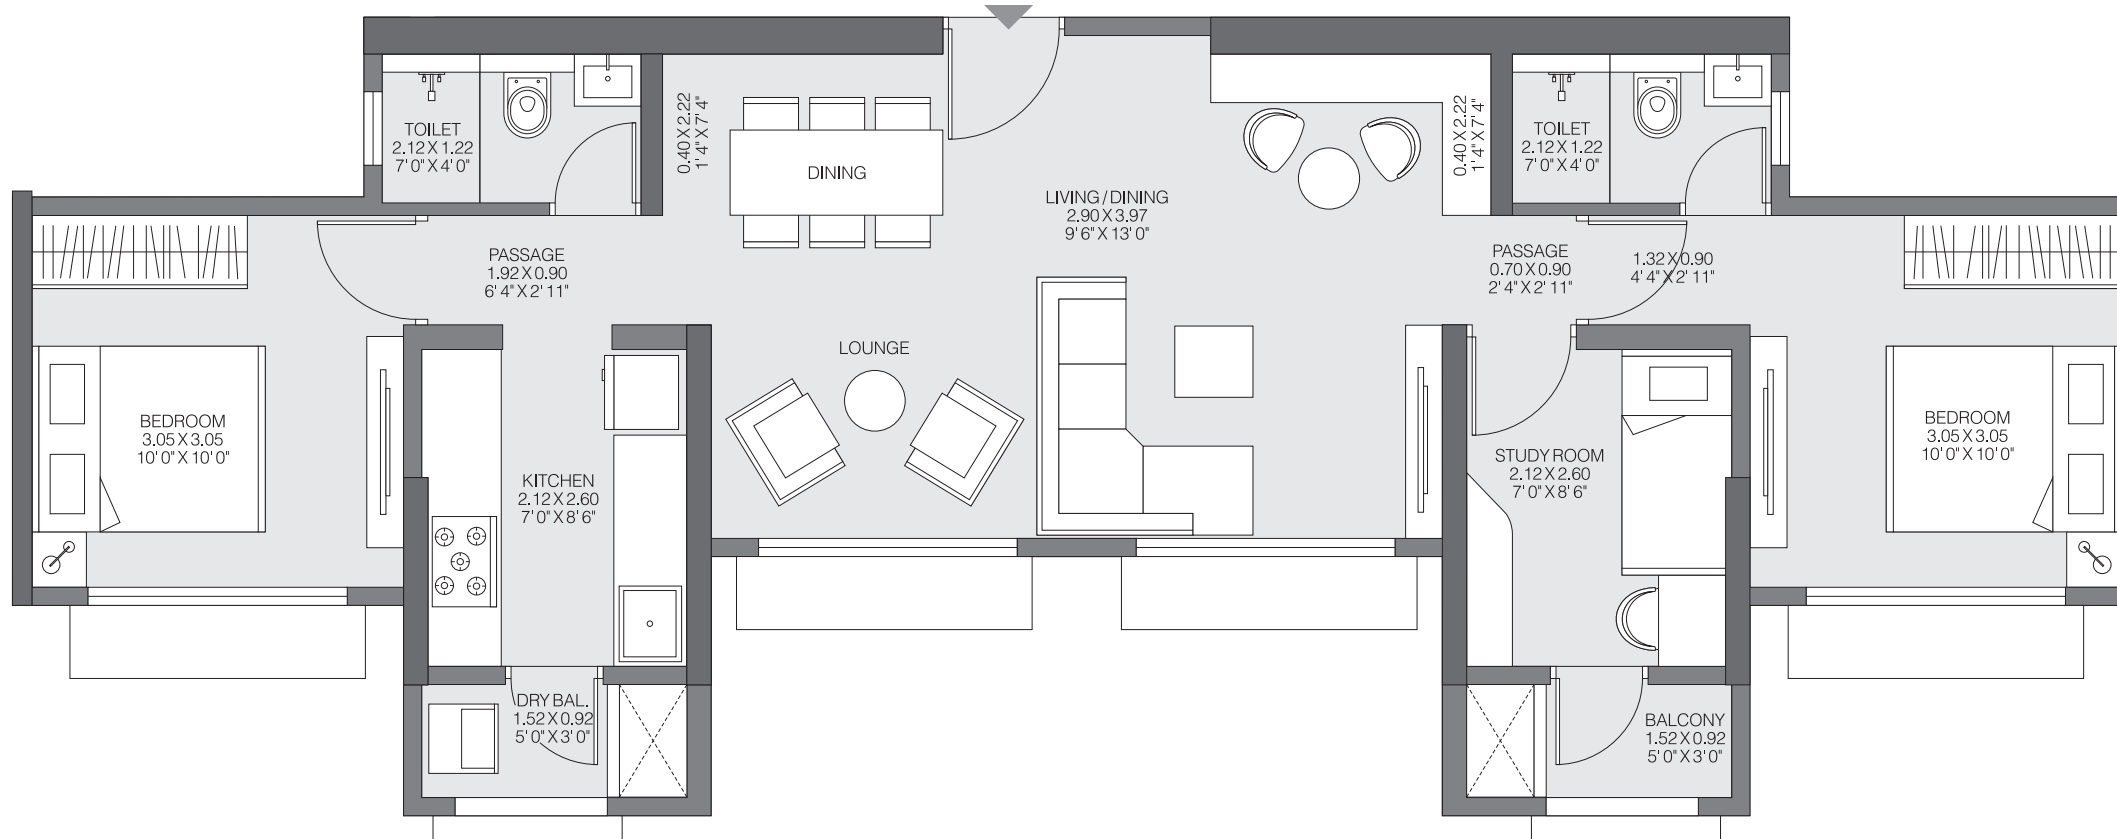 TOILET
2.12 X 1.22
7' 0" X 4' 0"
0.40 X 2.22
1' 4" X 7' 4"
DINING
LIVING / DINING
2.90 X 3.97
9' 6" X 13' 0"
0.40 X 2.22
1' 4" X 7' 4"
TOILET
2.12 X 1.22
7' 0" X 4' 0"
PASSAGE
1.92 X 0.90
6' 4" X 2' 11"
PASSAGE
0.70 X 0.90
2' 4" X 2' 11"
1.32 X 0.90
4' 4" X 2' 11"
LOUNGE
BEDROOM
3.05 X 3.05
10' 0" X 10' 0"
KITCHEN
2.12 X 2.60
7' 0" X 8' 6"
STUDY ROOM
2.12 X 2.60
7' 0" X 8' 6"
BEDROOM
3.05 X 3.05
10' 0" X 10' 0"
DRY BAL.
1.52 X 0.92
5' 0" X 3' 0"
BALCONY
1.52 X 0.92
5' 0" X 3' 0"